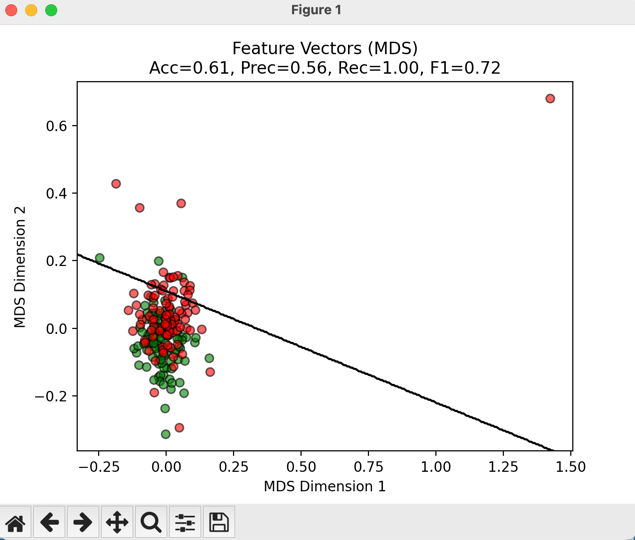 Figure 1
Feature Vectors (MDS)
Acc=0.61, Prec=0.56, Rec=1.00, F1=0.72
0.6
0.4
0.2
0.0
−0.2
MDS Dimension 2
−0.25 0.00 0.25 0.50 0.75 1.00 1.25 1.50
MDS Dimension 1